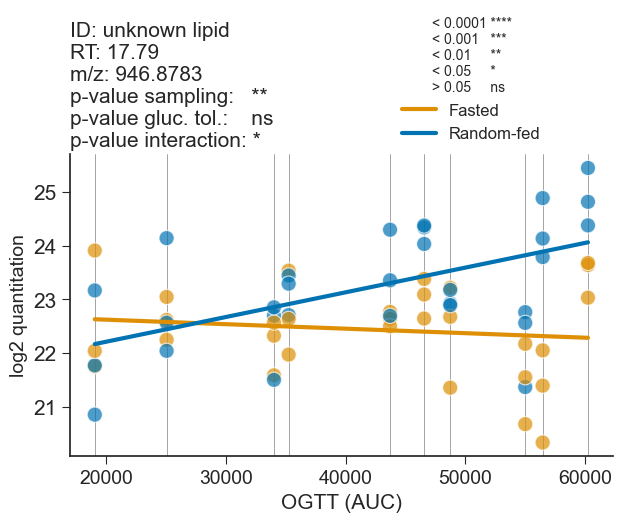 ID: unknown lipid
RT: 17.79
m/z: 946.8783
p-value sampling: **
p-value gluc. tol.: ns
p-value interaction: *
< 0.0001 ****
< 0.001 ***
< 0.01 **
< 0.05 *
> 0.05 ns
Fasted
Random-fed
25
24
23
22
21
log2 quantitation
20000 30000 40000 50000 60000
OGTT (AUC)